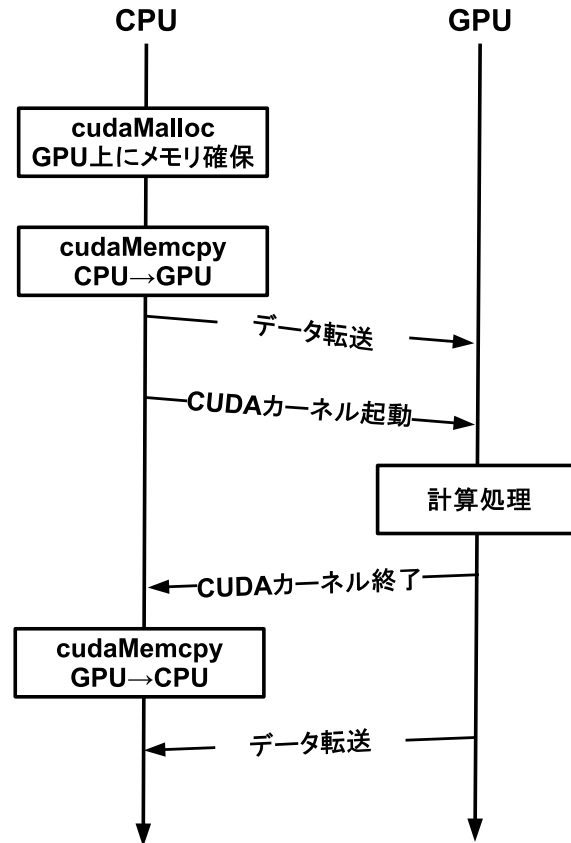 CPU
GPU
cudaMalloc
GPU上にメモリ確保
cudaMemcpy
CPU→GPU
データ転送
CUDAカーネル起動
計算処理
CUDAカーネル終了
cudaMemcpy
GPU→CPU
データ転送